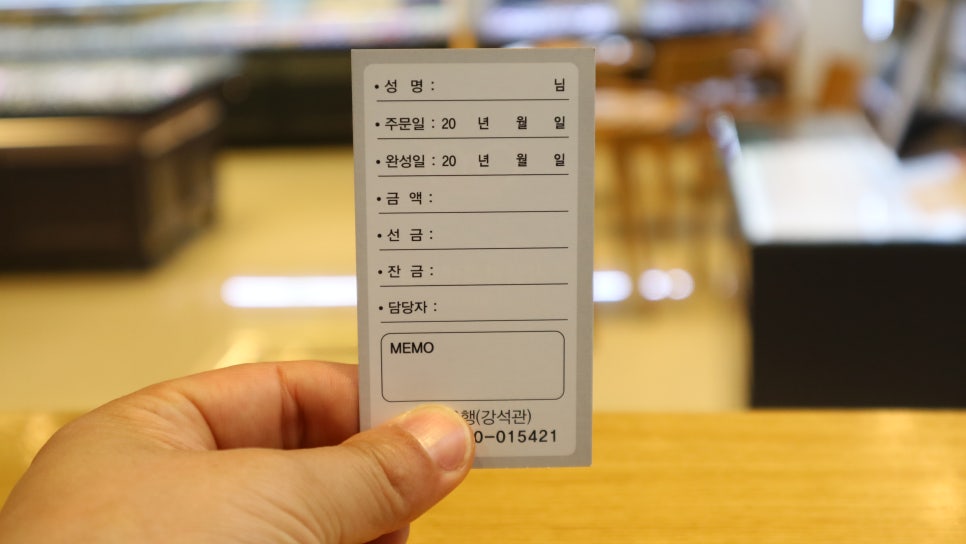 • 성 명 : 님
• 주문일 : 20 년 월 일
• 완성일 : 20 년 월 일
• 금 액 :
• 선 금 :
• 잔 금 :
• 담당자 :
MEMO
행(강석관)
0-015421